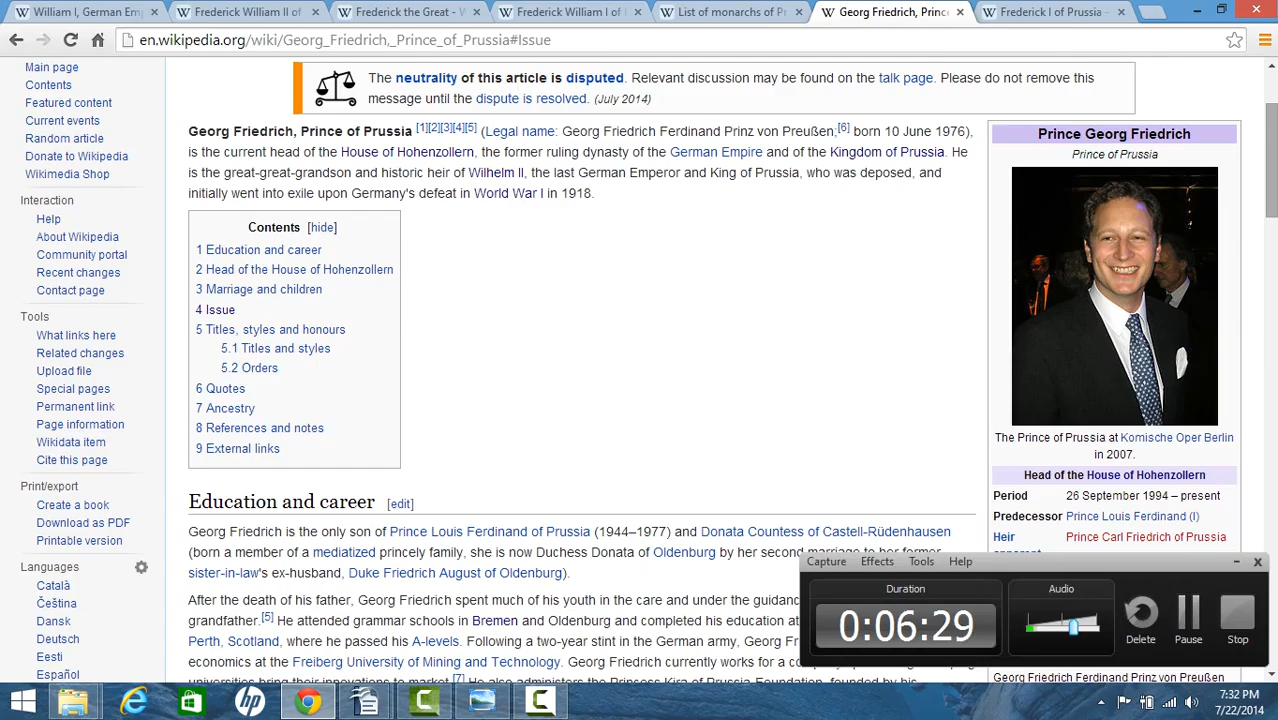 William I, German Emp
Frederick William II of
Frederick the Great - W
Frederick William I of
List of monarchs of Pr
Georg Friedrich, Prince
Frederick I of Prussia -
en.wikipedia.org/wiki/Georg_Friedrich,_Prince_of_Prussia#Issue
Main page
Contents
Featured content
Current events
Random article
Donate to Wikipedia
Wikimedia Shop
Interaction
Help
About Wikipedia
Community portal
Recent changes
Contact page
Tools
What links here
Related changes
Upload file
Special pages
Permanent link
Page information
Wikidata item
Cite this page
Print/export
Create a book
Download as PDF
Printable version
Languages
Català
Čeština
Dansk
Deutsch
Eesti
Español
The neutrality of this article is disputed. Relevant discussion may be found on the talk page. Please do not remove
message until the dispute is resolved. (July 2014)
Georg Friedrich, Prince of Prussia [1][2][3][4][5] (Legal name: Georg Friedrich Ferdinand Prinz von Preußen;[6] born 10 June 1976),
is the current head of the House of Hohenzollern, the former ruling dynasty of the German Empire and of the Kingdom of Prussia. He
is the great-great-grandson and historic heir of Wilhelm II, the last German Emperor and King of Prussia, who was deposed, and
initially went into exile upon Germany's defeat in World War I in 1918.
Contents [hide]
1 Education and career
2 Head of the House of Hohenzollern
3 Marriage and children
4 Issue
5 Titles, styles and honours
5.1 Titles and styles
5.2 Orders
6 Quotes
7 Ancestry
8 References and notes
9 External links
Education and career [edit]
Georg Friedrich is the only son of Prince Louis Ferdinand of Prussia (1944–1977) and Donata Countess of Castell-Rüdenhausen
(born a member of a mediatized princely family, she is now Duchess Donata of Oldenburg by her second marriage to her former
sister-in-law's ex-husband, Duke Friedrich August of Oldenburg).
After the death of his father, Georg Friedrich spent much of his youth in the care and under the guidanc
grandfather.[5] He attended grammar schools in Bremen and Oldenburg and completed his education at
Perth, Scotland, where he passed his A-levels. Following a two-year stint in the German army, Georg F
economics at the Freiberg University of Mining and Technology. Georg Friedrich currently works for a
universities bring their innovations to market.[7] He also administers the Princess Kira of Prussia Foundation, founded by his
Prince Georg Friedrich
Prince of Prussia
The Prince of Prussia at Komische Oper Berlin
in 2007.
Head of the House of Hohenzollern
Period 26 September 1994 – present
Predecessor Prince Louis Ferdinand (I)
Heir Prince Carl Friedrich of Prussia
Georg Friedrich Ferdinand Prinz von Preußen
Capture Effects Tools Help
Duration
0:06:29
Audio
Delete
Pause
Stop
7:32 PM
7/22/2014